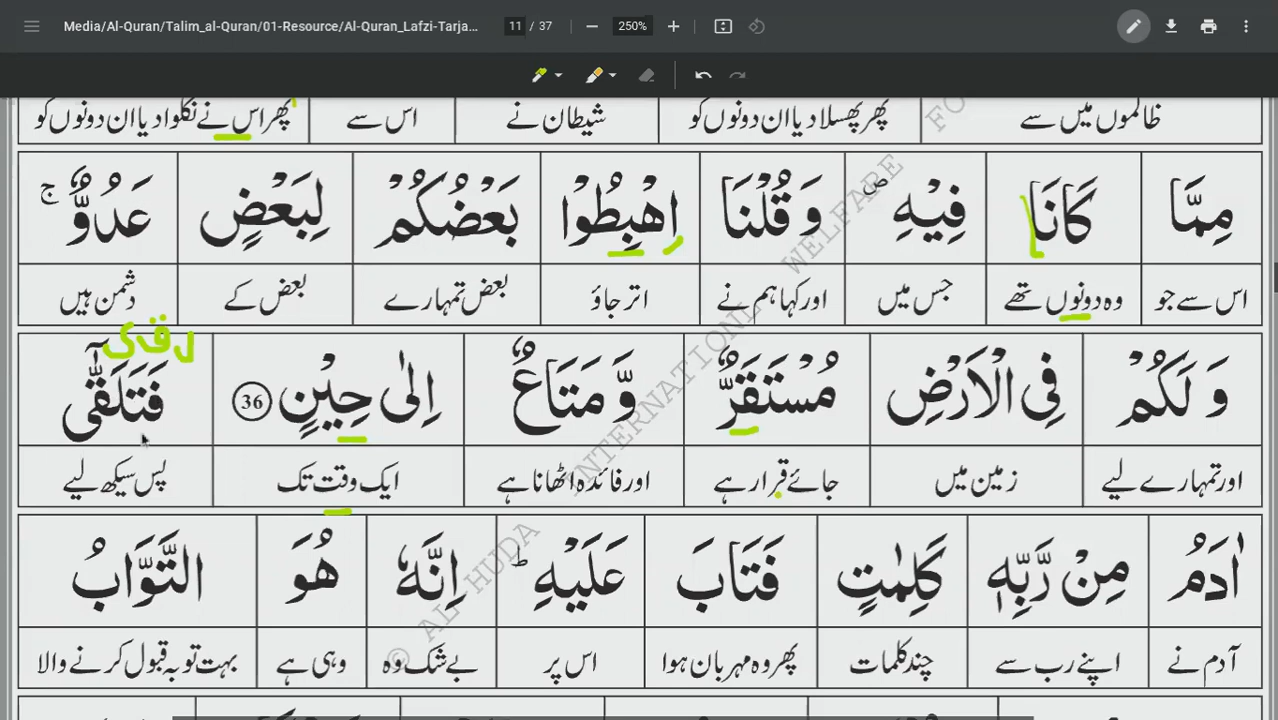 Media/Al-Quran/Talim_al-Quran/01-Resource/Al-Quran_Lafzi-Tarja... 11 / 37 250%
ظالموں میں سے پھر پھسلا دیا ان دونوں کو شیطان نے اس سے پھر اس نے نکلوا دیا ان دونوں کو
مِمَّا كَانَا فِيْهِ ۖ وَ قُلْنَا اهْبِطُوْا بَعْضُكُمْ لِبَعْضٍ عَدُوٌّ ۚ
اس سے جو وہ دونوں تھے جس میں اور کہا ہم نے اتر جاؤ بعض تمہارے بعض کے دشمن ہیں
ل ق ی
وَ لَكُمْ فِی الْاَرْضِ مُسْتَقَرٌّ وَّ مَتَاعٌ اِلٰی حِيْنٍ 36 فَتَلَقّٰۤی
اور تمہارے لیے زمین میں جائے قرار ہے اور فائدہ اٹھانا ہے ایک وقت تک پس سیکھ لیے
اٰدَمُ مِنْ رَّبِّهٖ كَلِمٰتٍ فَتَابَ عَلَيْهِ ؕ اِنَّهٗ هُوَ التَّوَّابُ
آدم نے اپنے رب سے چند کلمات پھر وہ مہربان ہوا اس پر بے شک وہ وہی ہے بہت توبہ قبول کرنے والا
© AL-HUDA INTERNATIONAL WELFARE FO